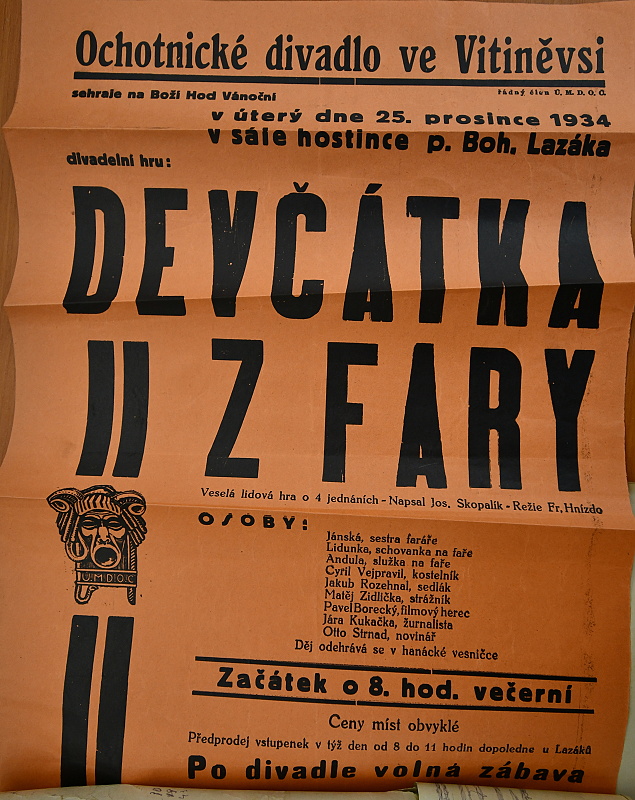 Ochotnické divadlo ve Vitiněvsi
řádný člen Ú. M. D. O. Č.
sehraje na Boží Hod Vánoční
v úterý dne 25. prosince 1934
v sále hostince p. Boh. Lazáka
divadelní hru:
DEVČÁTKA
Z FARY
Veselá lidová hra o 4 jednáních - Napsal Jos. Skopalík - Režie Fr. Hnízdo
OSOBY:
Jánská, sestra faráře
Lidunka, schovanka na faře
Andula, služka na faře
Cyril Vejpravil, kostelník
Jakub Rozehnal, sedlák
Matěj Zidlička, strážník
Pavel Borecký, filmový herec
Jára Kukačka, žurnalista
Otto Strnad, novinář
Děj odehrává se v hanácké vesničce
U.M.D.O.C
Začátek o 8. hod. večerní
Ceny míst obvyklé
Předprodej vstupenek v týž den od 8 do 11 hodin dopoledne u Lazáků
Po divadle volná zábava